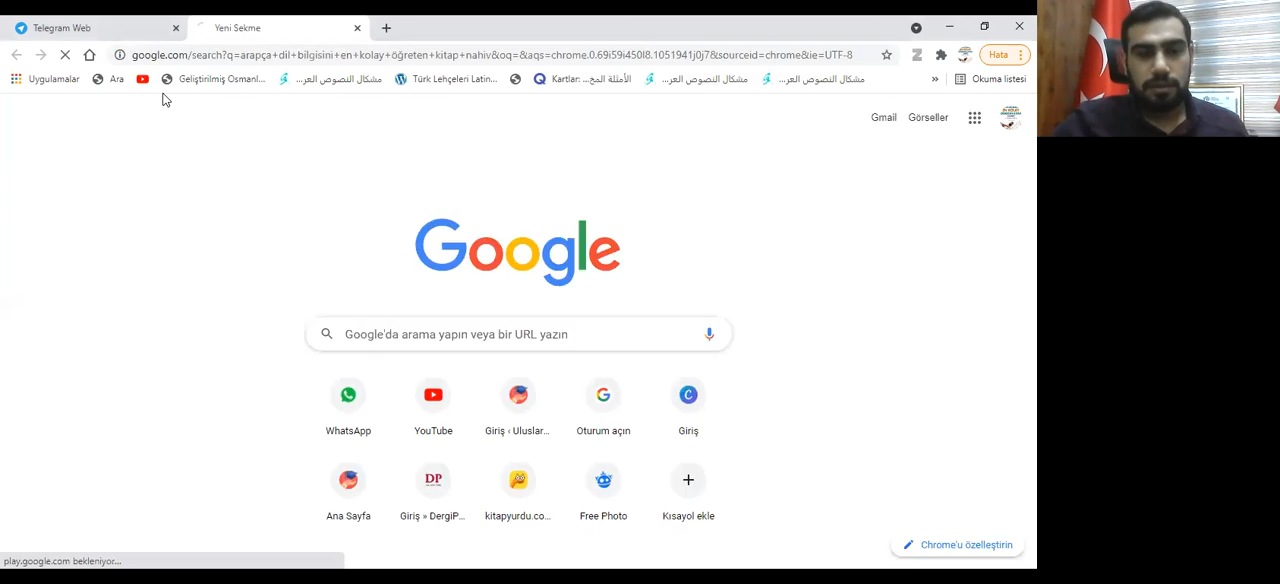 Telegram Web
Yeni Sekme
google.com/search?q=arapça+dil+bilgisini+en+kolay+öğreten+kitap+nahiv&oq=&aqs=chrome.0.69i59i450l8.1051941j0j7&sourceid=chrome&ie=UTF-8
Hata
Uygulamalar
Ara
Geliştirilmiş Osmanl...
مشكال النصوص العر...
Türk Lehçeleri Latin...
Kartlar: الأمثلة المج...
مشكال النصوص العر...
مشكال النصوص العر...
»
Okuma listesi
Gmail
Görseller
Google
Google'da arama yapın veya bir URL yazın
WhatsApp
YouTube
Giriş ‹ Uluslar...
Oturum açın
Giriş
DP
Ana Sayfa
Giriş » DergiP...
kitapyurdu.co...
Free Photo
Kısayol ekle
Chrome'u özelleştirin
play.google.com bekleniyor...